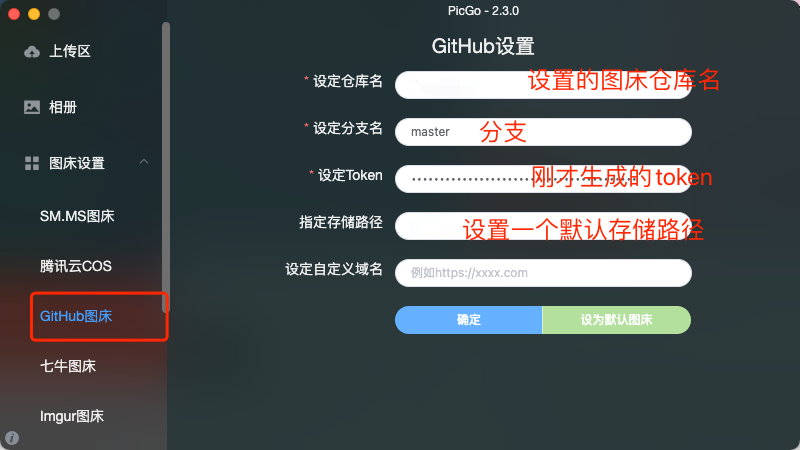 PicGo - 2.3.0
上传区
相册
图床设置
SM.MS图床
腾讯云COS
GitHub图床
七牛图床
Imgur图床
GitHub设置
* 设定仓库名 设置的图床仓库名
* 设定分支名 master 分支
* 设定Token 刚才生成的token
指定存储路径 设置一个默认存储路径
设定自定义域名 例如https://xxxx.com
确定 设为默认图床